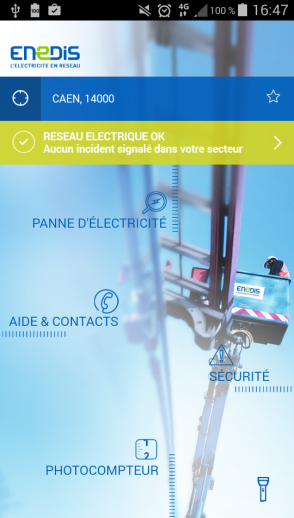 4G 100 % 16:47
ENEDIS
L'ELECTRICITE EN RESEAU
CAEN, 14000
RESEAU ELECTRIQUE OK
Aucun incident signalé dans votre secteur
PANNE D'ÉLECTRICITÉ
ENEDIS
AIDE & CONTACTS
SÉCURITÉ
PHOTOCOMPTEUR